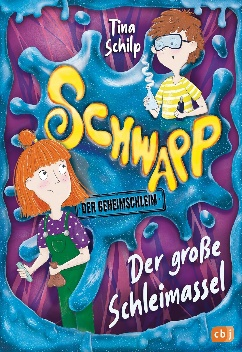 Tina
Schilp
SCHWAPP
DER GEHEIMSCHLEIM
Der große
Schleimassel
cbj